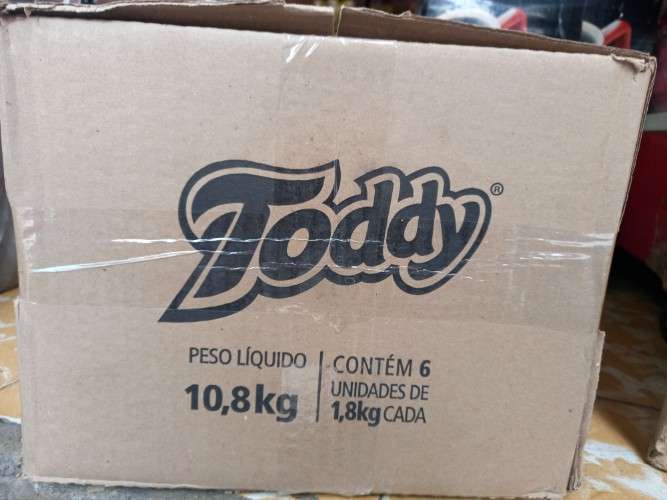 Toddy®
PESO LÍQUIDO
10,8kg
CONTÉM 6
UNIDADES DE
1,8kg CADA